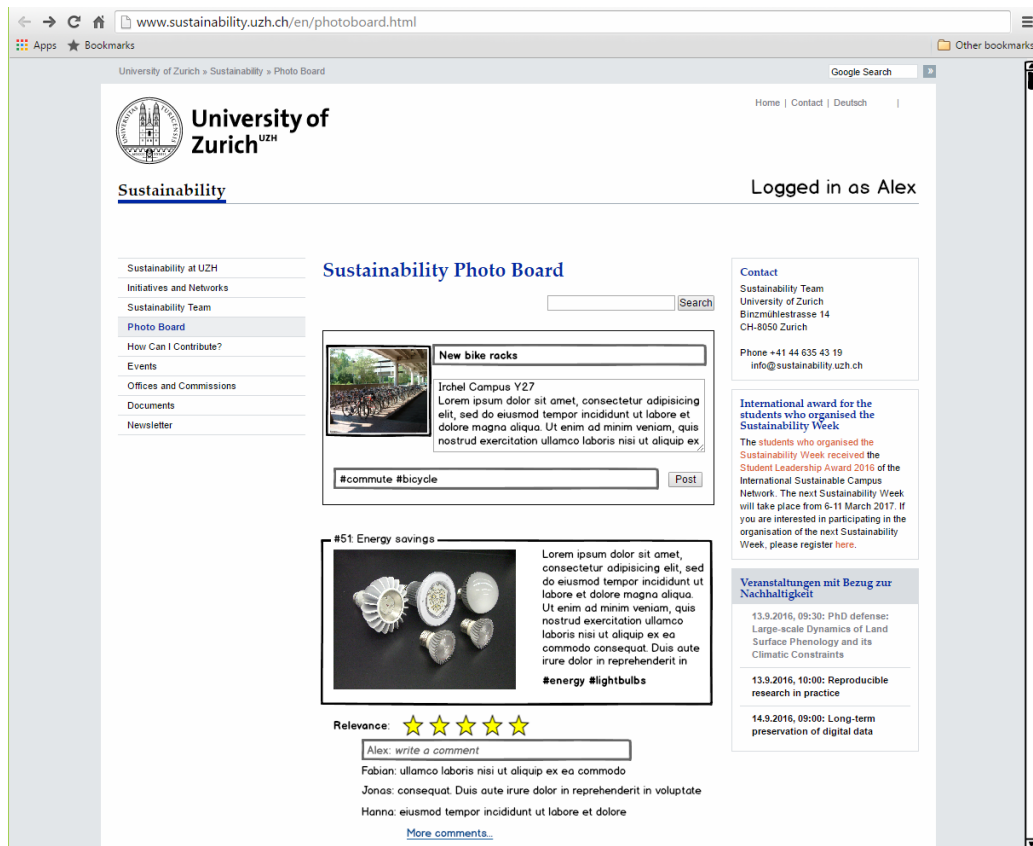 www.sustainability.uzh.ch/en/photoboard.html
Apps
Bookmarks
Other bookmarks
University of Zurich » Sustainability » Photo Board
Google Search
»
Home | Contact | Deutsch |
University of
Zurich UZH
Sustainability
Logged in as Alex
Sustainability at UZH
Initiatives and Networks
Sustainability Team
Photo Board
How Can I Contribute?
Events
Offices and Commissions
Documents
Newsletter
Sustainability Photo Board
Search
New bike racks
Irchel Campus Y27
Lorem ipsum dolor sit amet, consectetur adipisicing
elit, sed do eiusmod tempor incididunt ut labore et
dolore magna aliqua. Ut enim ad minim veniam, quis
nostrud exercitation ullamco laboris nisi ut aliquip ex
#commute #bicycle
Post
#51: Energy savings
Lorem ipsum dolor sit amet,
consectetur adipisicing elit, sed
do eiusmod tempor incididunt ut
labore et dolore magna aliqua.
Ut enim ad minim veniam, quis
nostrud exercitation ullamco
laboris nisi ut aliquip ex ea
commodo consequat. Duis aute
irure dolor in reprehenderit in
#energy #lightbulbs
Relevance:
Alex: write a comment
Fabian: ullamco laboris nisi ut aliquip ex ea commodo
Jonas: consequat. Duis aute irure dolor in reprehenderit in voluptate
Hanna: eiusmod tempor incididunt ut labore et dolore
More comments...
Contact
Sustainability Team
University of Zurich
Binzmühlestrasse 14
CH-8050 Zurich
Phone +41 44 635 43 19
info@sustainability.uzh.ch
International award for the
students who organised the
Sustainability Week
The students who organised the
Sustainability Week received the
Student Leadership Award 2016 of the
International Sustainable Campus
Network. The next Sustainability Week
will take place from 6-11 March 2017. If
you are interested in participating in the
organisation of the next Sustainability
Week, please register here.
Veranstaltungen mit Bezug zur
Nachhaltigkeit
13.9.2016, 09:30: PhD defense:
Large-scale Dynamics of Land
Surface Phenology and its
Climatic Constraints
13.9.2016, 10:00: Reproducible
research in practice
14.9.2016, 09:00: Long-term
preservation of digital data